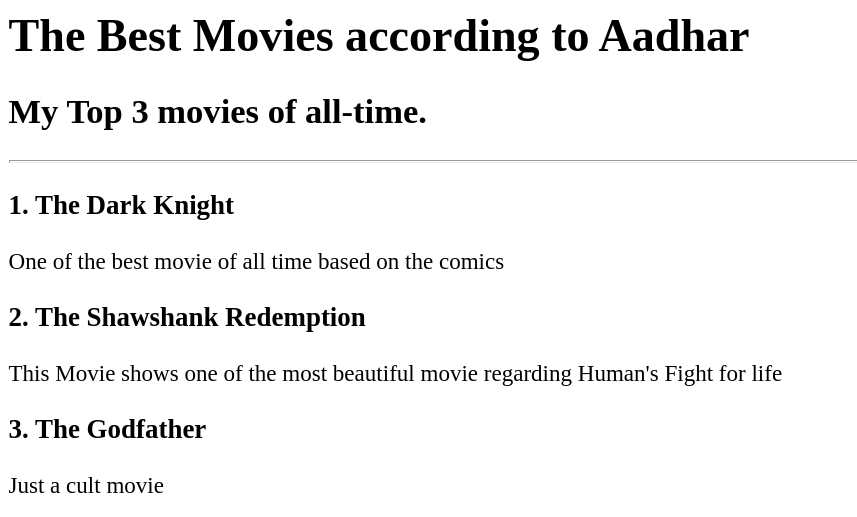 The Best Movies according to Aadhar
My Top 3 movies of all-time.
1. The Dark Knight
One of the best movie of all time based on the comics
2. The Shawshank Redemption
This Movie shows one of the most beautiful movie regarding Human's Fight for life
3. The Godfather
Just a cult movie